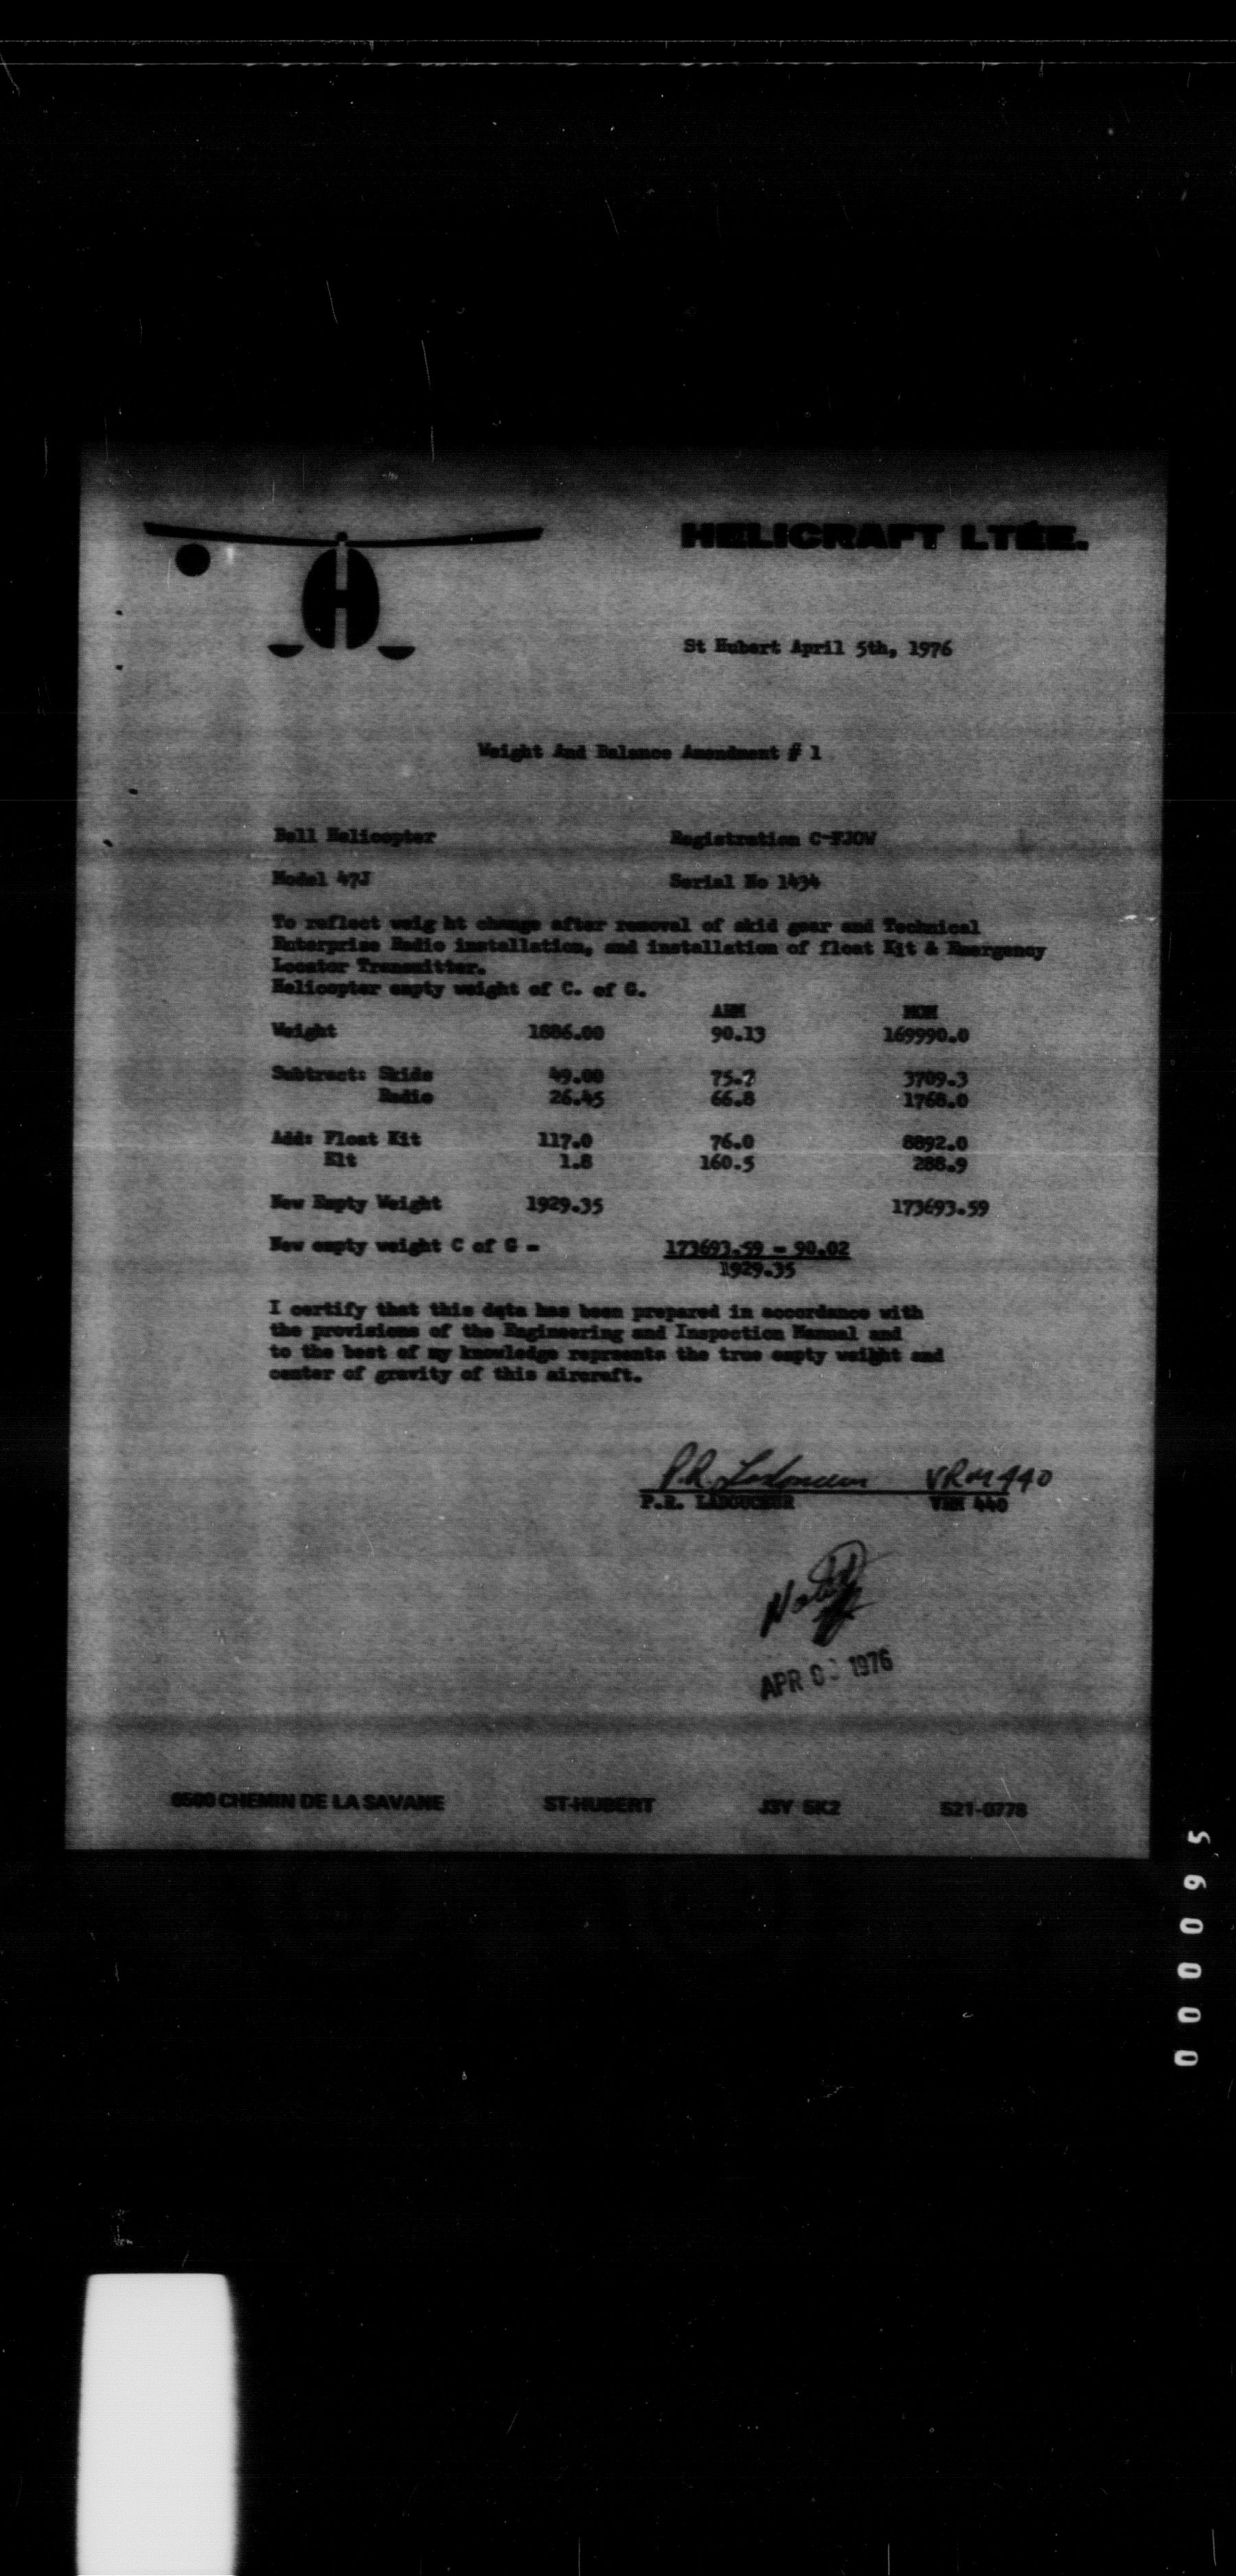 HELICRAFT LTÉE.
H
St Hubert April 5th, 1976
Weight And Balance Amendment # 1
Bell Helicopter Registration C-FJOW
Model 47J Serial No 1434
To reflect weig ht change after removal of skid gear and Technical
Enterprise Radio installation, and installation of float Kit & Emergency
Locator Transmitter.
Helicopter empty weight of C. of G.
ARM MOM
Weight 1886.00 90.13 169990.0
Subtract: Skids 49.00 75.7 3709.3
Radio 26.45 66.8 1768.0
Add: Float Kit 117.0 76.0 8892.0
Elt 1.8 160.5 288.9
New Empty Weight 1929.35 173693.59
New empty weight C of G = 173693.59 = 90.02
1929.35
I certify that this data has been prepared in accordance with
the provisions of the Engineering and Inspection Manual and
to the best of my knowledge reprments the true empty weight and
center of gravity of this aircraft.
P.R. Ladouceur VRM 440
P.R. LADOUCEUR VRM 440
Noted
APR 1976
6500 CHEMIN DE LA SAVANE ST-HUBERT J3Y 5K2 521-0778
000095